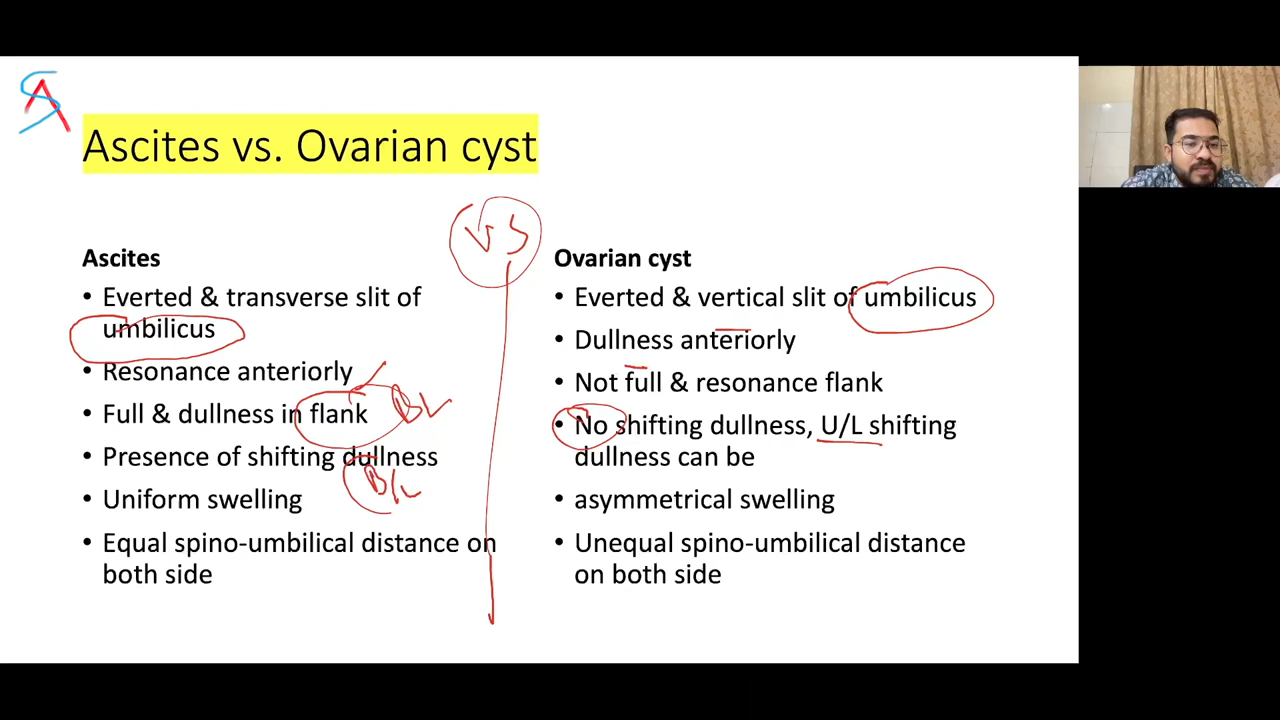 SA
Ascites vs. Ovarian cyst
VS
Ascites
• Everted & transverse slit of
umbilicus
• Resonance anteriorly
• Full & dullness in flank BL
• Presence of shifting dullness
B/L
• Uniform swelling
• Equal spino-umbilical distance on
both side
Ovarian cyst
• Everted & vertical slit of umbilicus
• Dullness anteriorly
• Not full & resonance flank
• No shifting dullness, U/L shifting
dullness can be
• asymmetrical swelling
• Unequal spino-umbilical distance
on both side